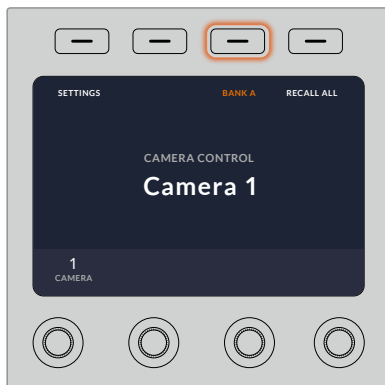 SETTINGS BANK A RECALL ALL
CAMERA CONTROL
Camera 1
1
CAMERA